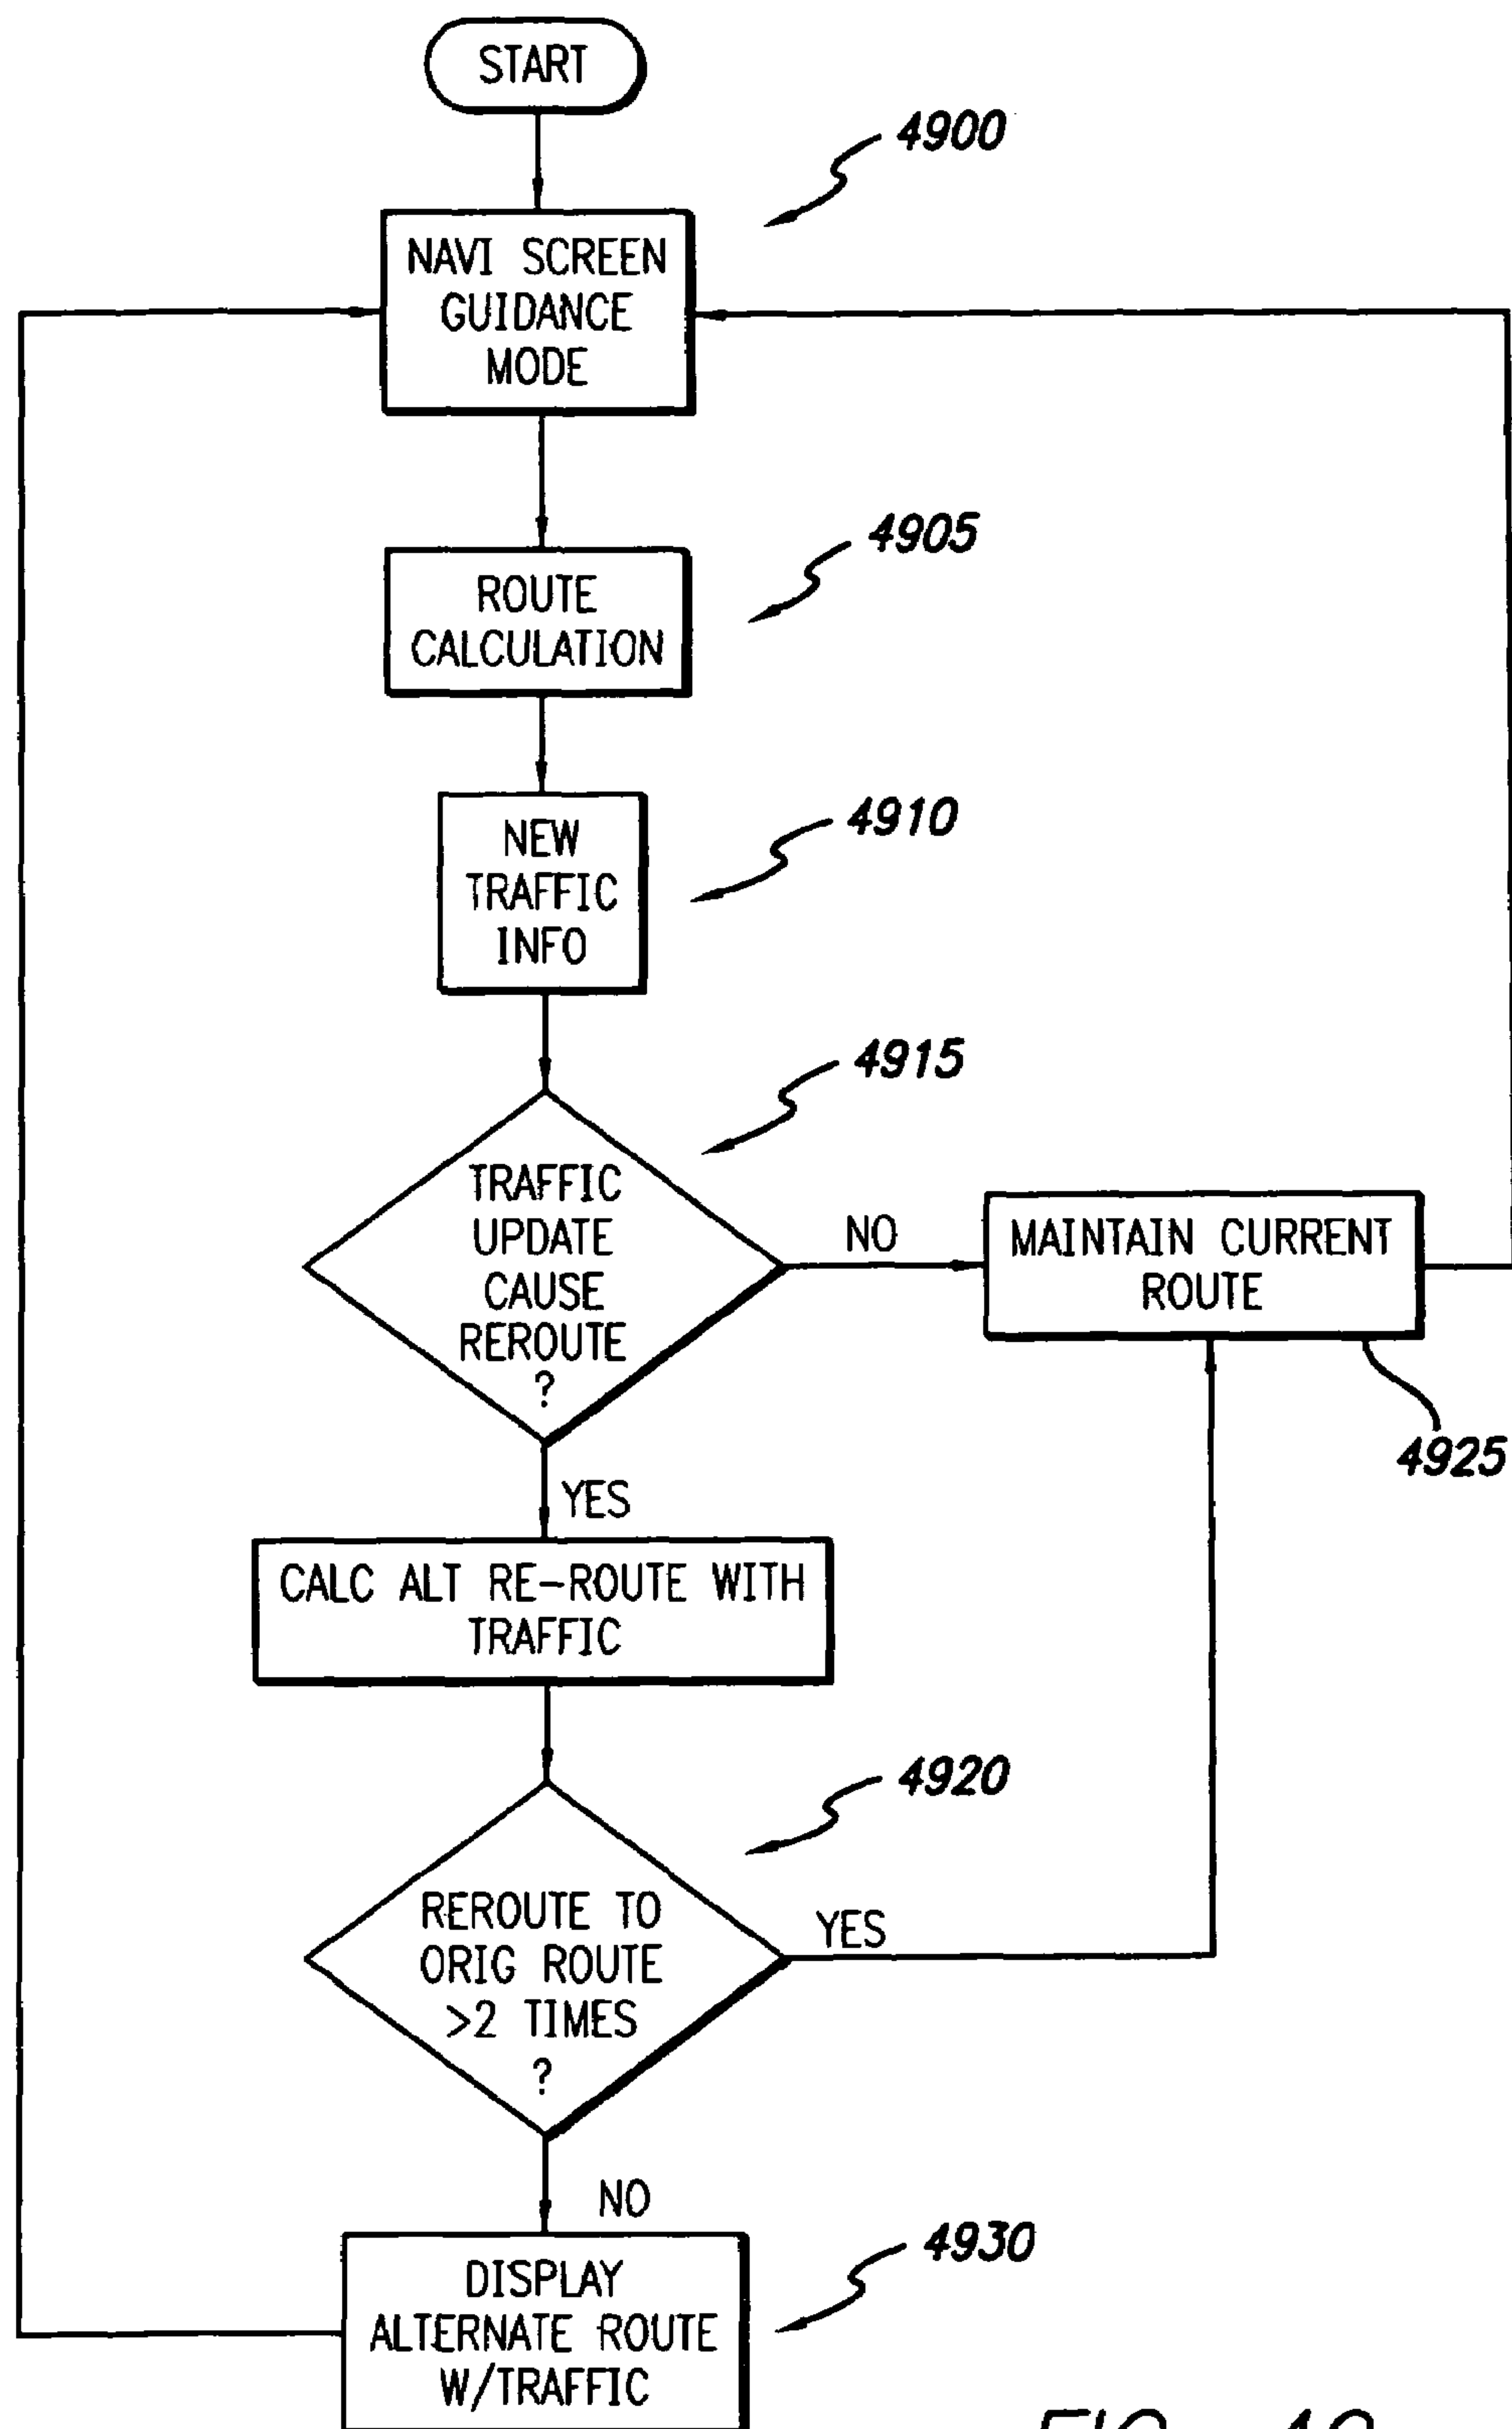 START
4900
NAVI SCREEN
GUIDANCE
MODE
4905
ROUTE
CALCULATION
4910
NEW
TRAFFIC
INFO
4915
TRAFFIC
UPDATE
CAUSE
REROUTE
?
NO
MAINTAIN CURRENT
ROUTE
4925
YES
CALC ALT RE-ROUTE WITH
TRAFFIC
4920
REROUTE TO
ORIG ROUTE
>2 TIMES
?
YES
NO
4930
DISPLAY
ALTERNATE ROUTE
W/TRAFFIC